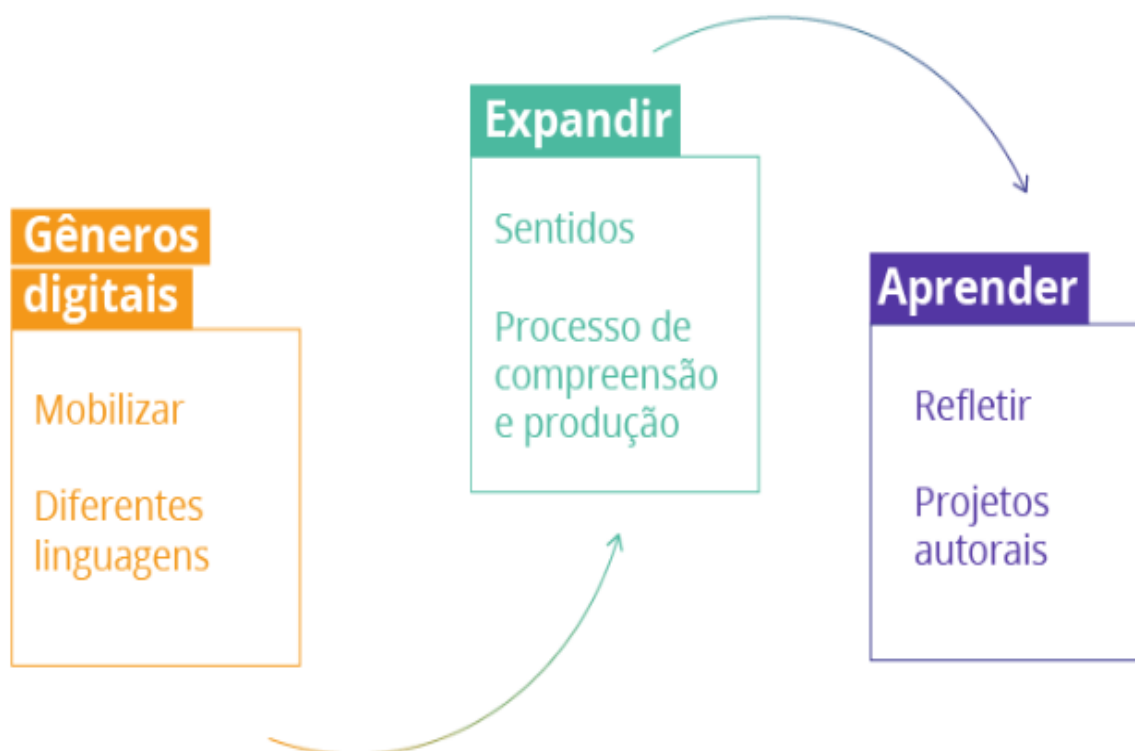 Gêneros
digitais
Mobilizar
Diferentes
linguagens
Expandir
Sentidos
Processo de
compreensão
e produção
Aprender
Refletir
Projetos
autorais